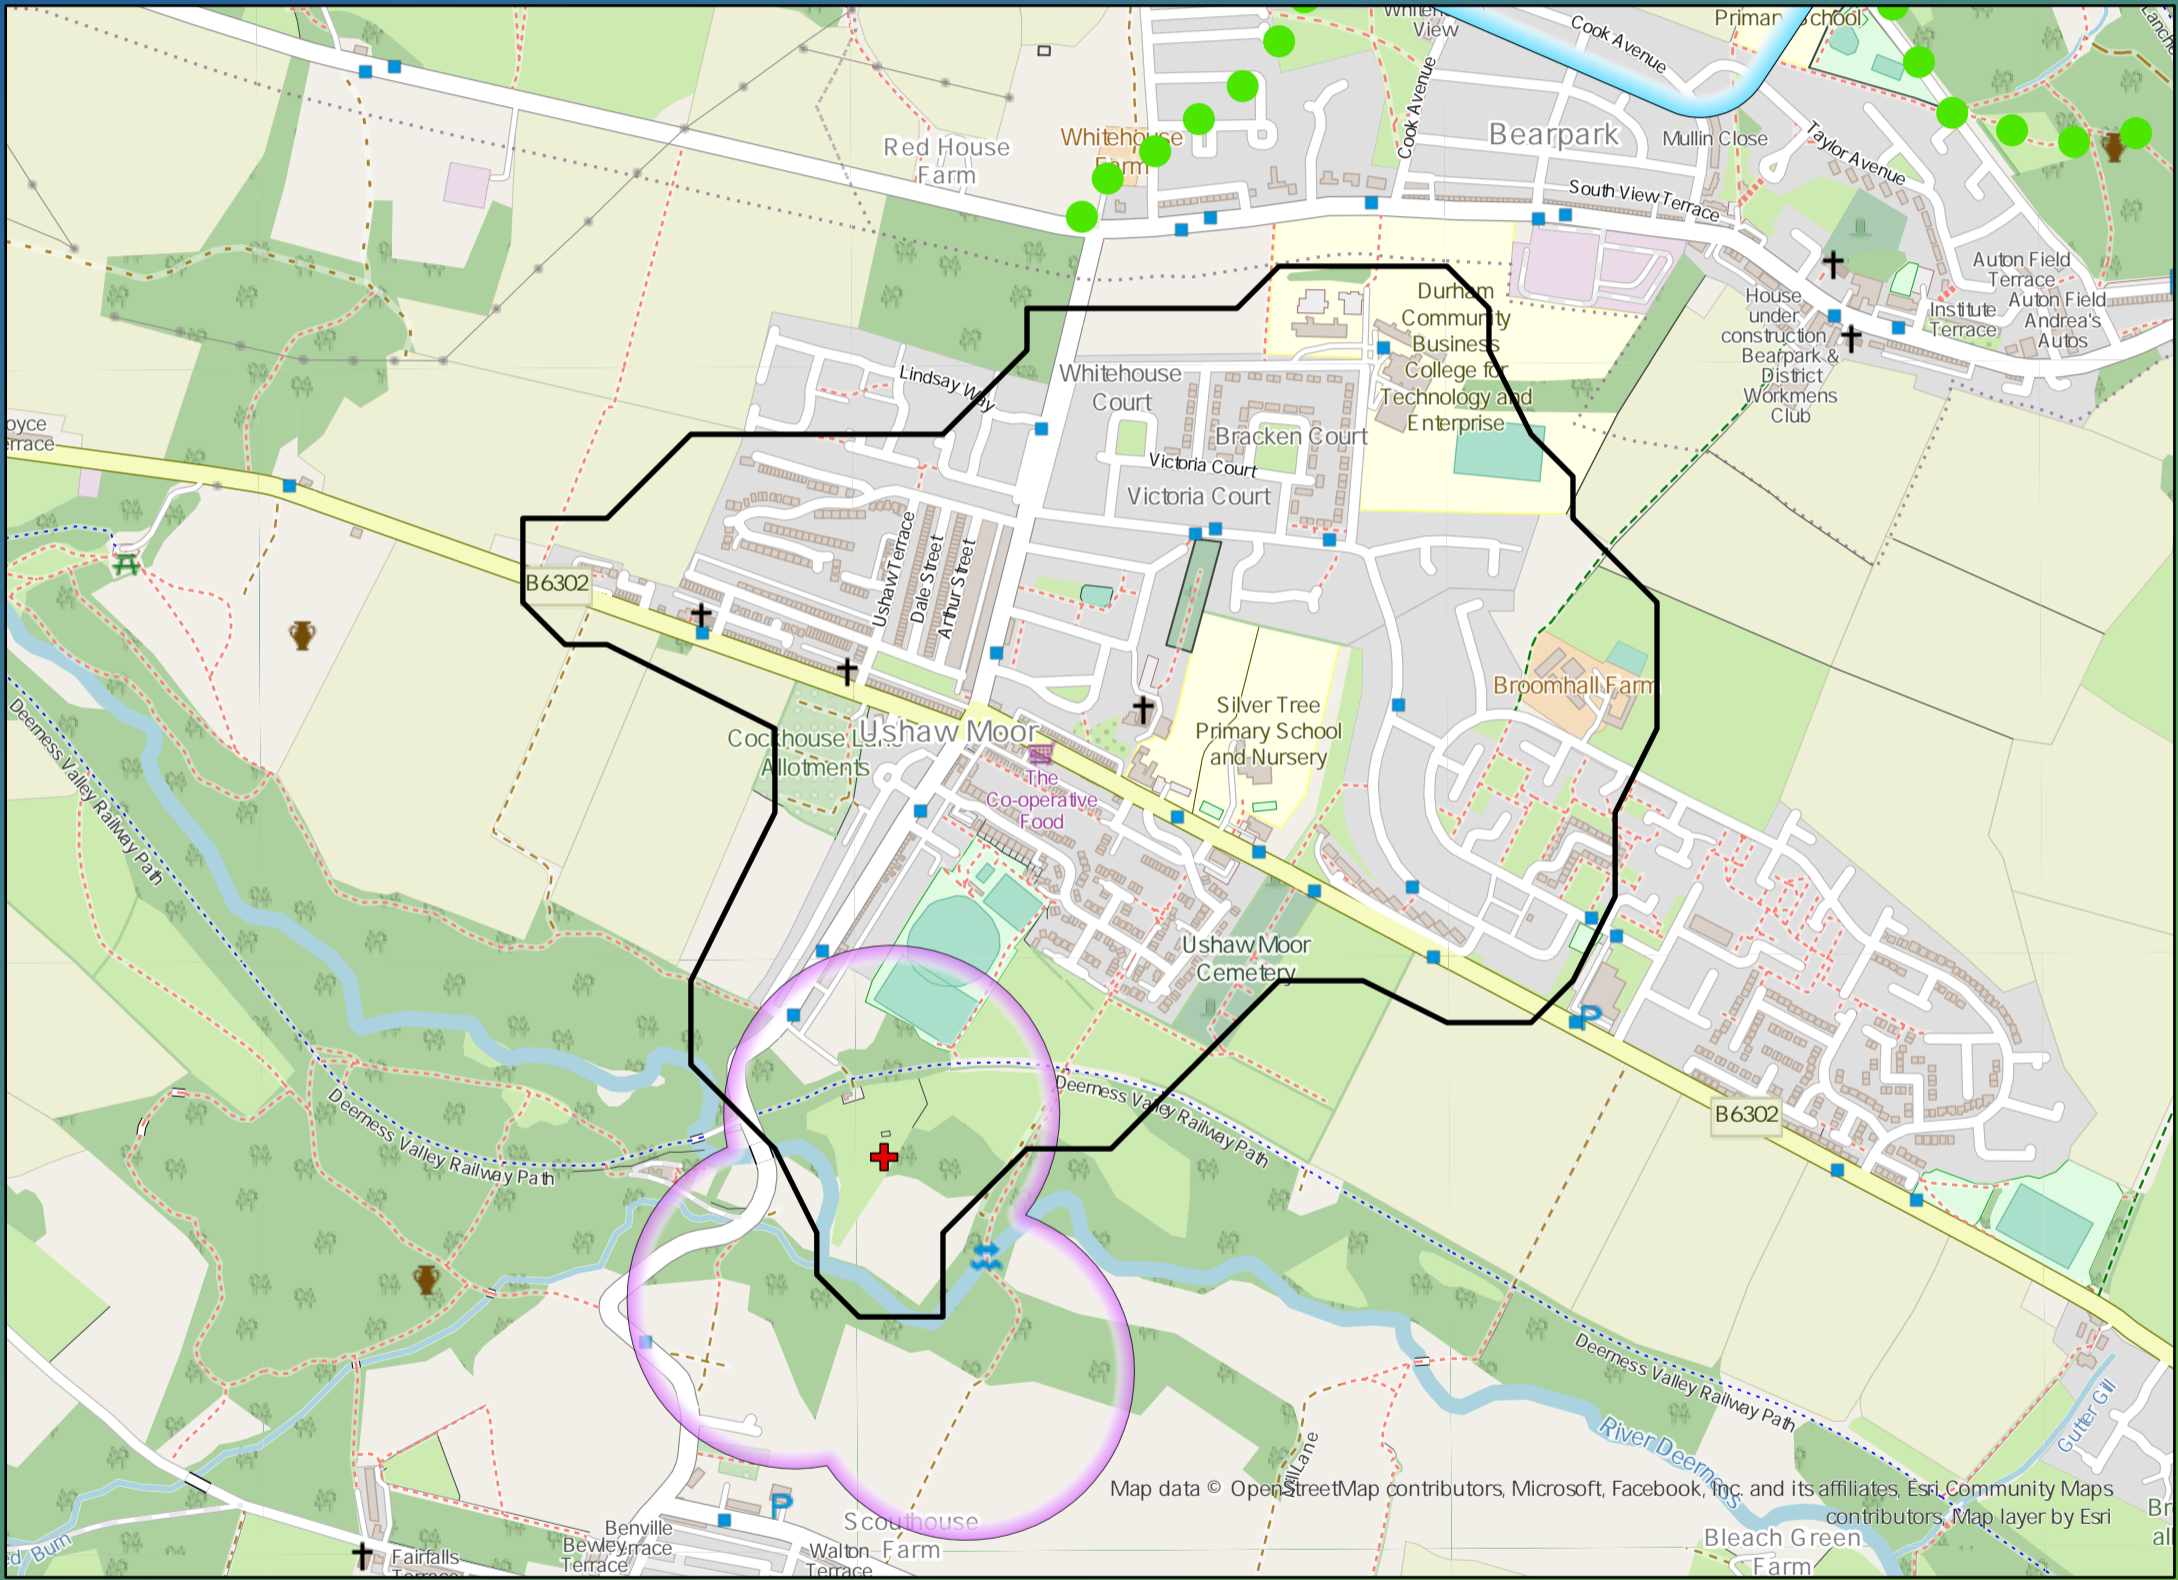 View
Cook Avenue
Primary School
Cook Avenue
Red House
Farm
Whitehouse
Farm
Bearpark
Mullin Close
Taylor Avenue
South View Terrace
Auton Field
Terrace
Auton Field
Andrea's
Autos
Institute
Terrace
House
under
construction
Bearpark &
District
Workmens
Club
Durham
Community
Business
College for
Technology and
Enterprise
Whitehouse
Court
Lindsay Way
Bracken Court
Victoria Court
Victoria Court
Ushaw Terrace
Dale Street
Arthur Street
B6302
Broomhall Farm
Silver Tree
Primary School
and Nursery
Ushaw Moor
Cockhouse Lane
Allotments
The
Co-operative
Food
Deerness Valley Railway Path
Ushaw Moor
Cemetery
P
Deerness Valley Railway Path
Deerness Valley Railway Path
B6302
Deerness Valley Railway Path
River Deerness
Gutter Gill
Map data © OpenStreetMap contributors, Microsoft, Facebook, Inc. and its affiliates, Esri Community Maps
contributors, Map layer by Esri
P
Scouthouse
Farm
Benville
Terrace
Bewley
Terrace
Walton
Terrace
Fairfalls
Terrace
Bleach Green
Farm
Burn